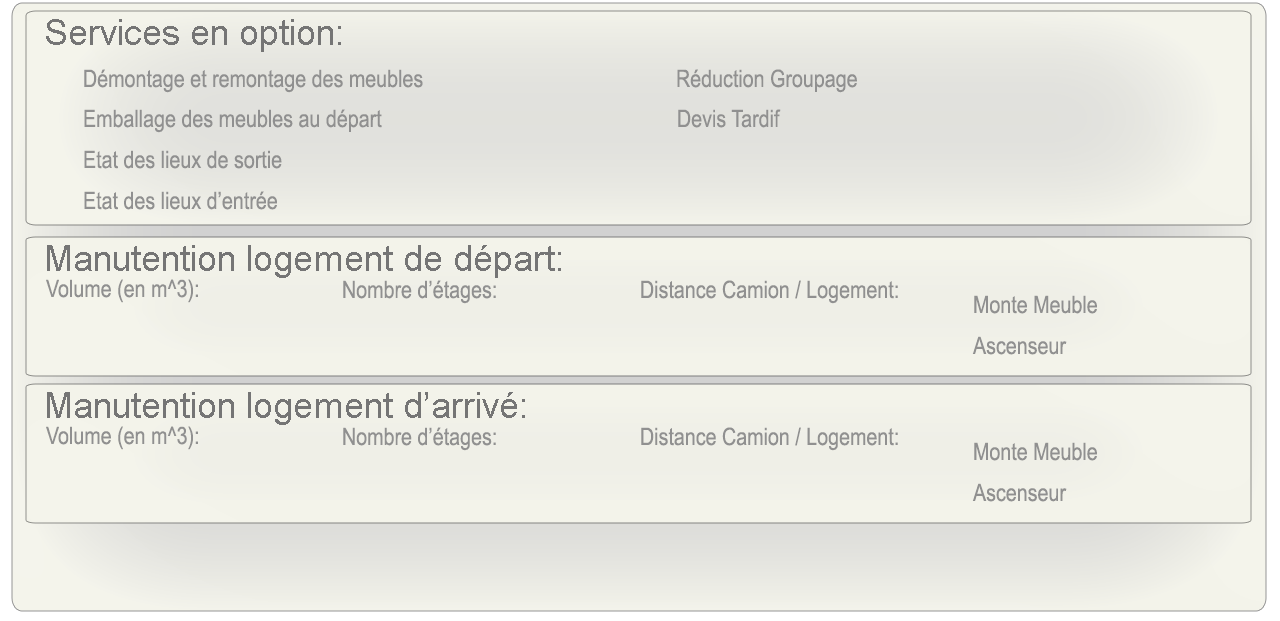 Services en option:
Démontage et remontage des meubles
Réduction Groupage
Emballage des meubles au départ
Devis Tardif
Etat des lieux de sortie
Etat des lieux d’entrée
Manutention logement de départ:
Volume (en m^3):
Nombre d’étages:
Distance Camion / Logement:
Monte Meuble
Ascenseur
Manutention logement d’arrivé:
Volume (en m^3):
Nombre d’étages:
Distance Camion / Logement:
Monte Meuble
Ascenseur